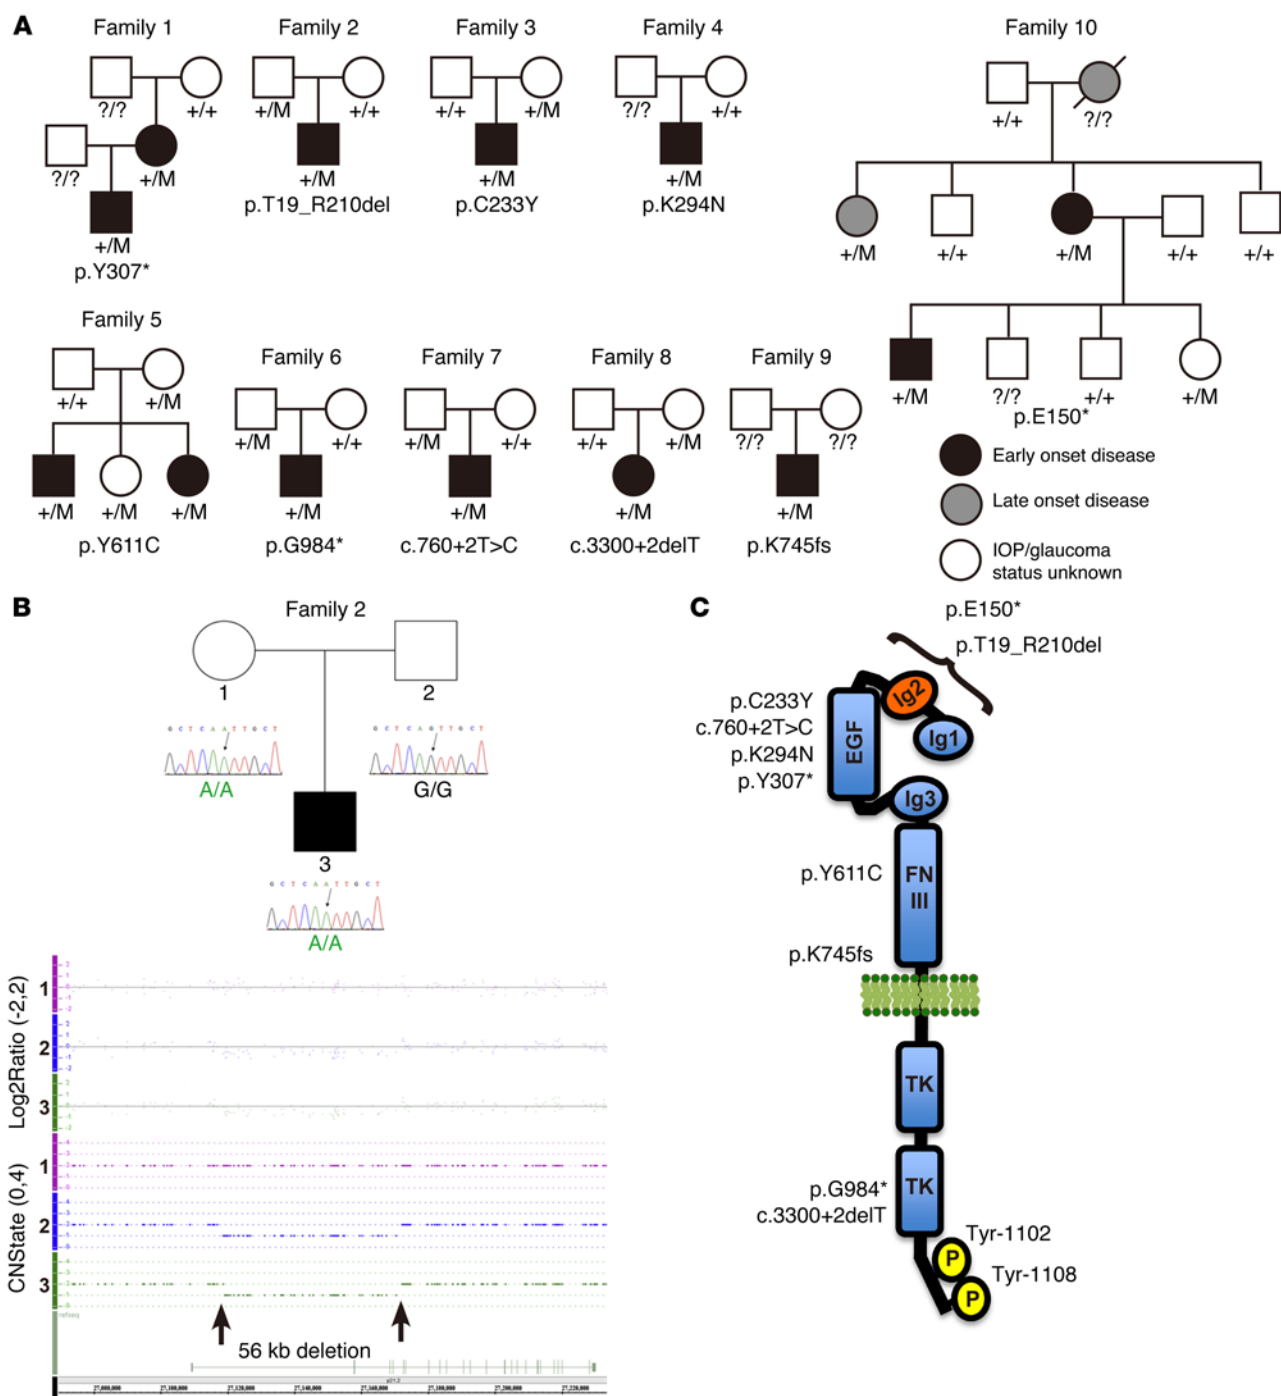 A
Family 1
Family 2
Family 3
Family 4
Family 10
?/?
+/+
+/M
+/+
+/+
+/M
?/?
+/+
+/+
?/?
?/?
+/M
+/M
p.T19_R210del
+/M
p.C233Y
+/M
p.K294N
+/M
p.Y307*
+/M
+/+
+/M
+/+
+/+
Family 5
Family 6
Family 7
Family 8
Family 9
+/+
+/M
+/M
?/?
+/+
+/M
p.E150*
+/M
+/+
+/M
+/+
+/+
+/M
?/?
?/?
+/M
+/M
+/M
p.Y611C
+/M
p.G984*
+/M
c.760+2T>C
+/M
c.3300+2delT
+/M
p.K745fs
Early onset disease
Late onset disease
IOP/glaucoma
status unknown
B
Family 2
1
2
G C T C A A T T G C T
A/A
G C T C A G T T G C T
G/G
3
G C T C A A T T G C T
A/A
Log2Ratio (-2,2)
1
2
3
CNState (0,4)
1
2
3
refseq
56 kb deletion
p21.2
C
p.E150*
p.T19_R210del
p.C233Y
c.760+2T>C
p.K294N
p.Y307*
EGF
Ig2
Ig1
Ig3
p.Y611C
FN
III
p.K745fs
TK
p.G984*
c.3300+2delT
TK
Tyr-1102
P
Tyr-1108
P